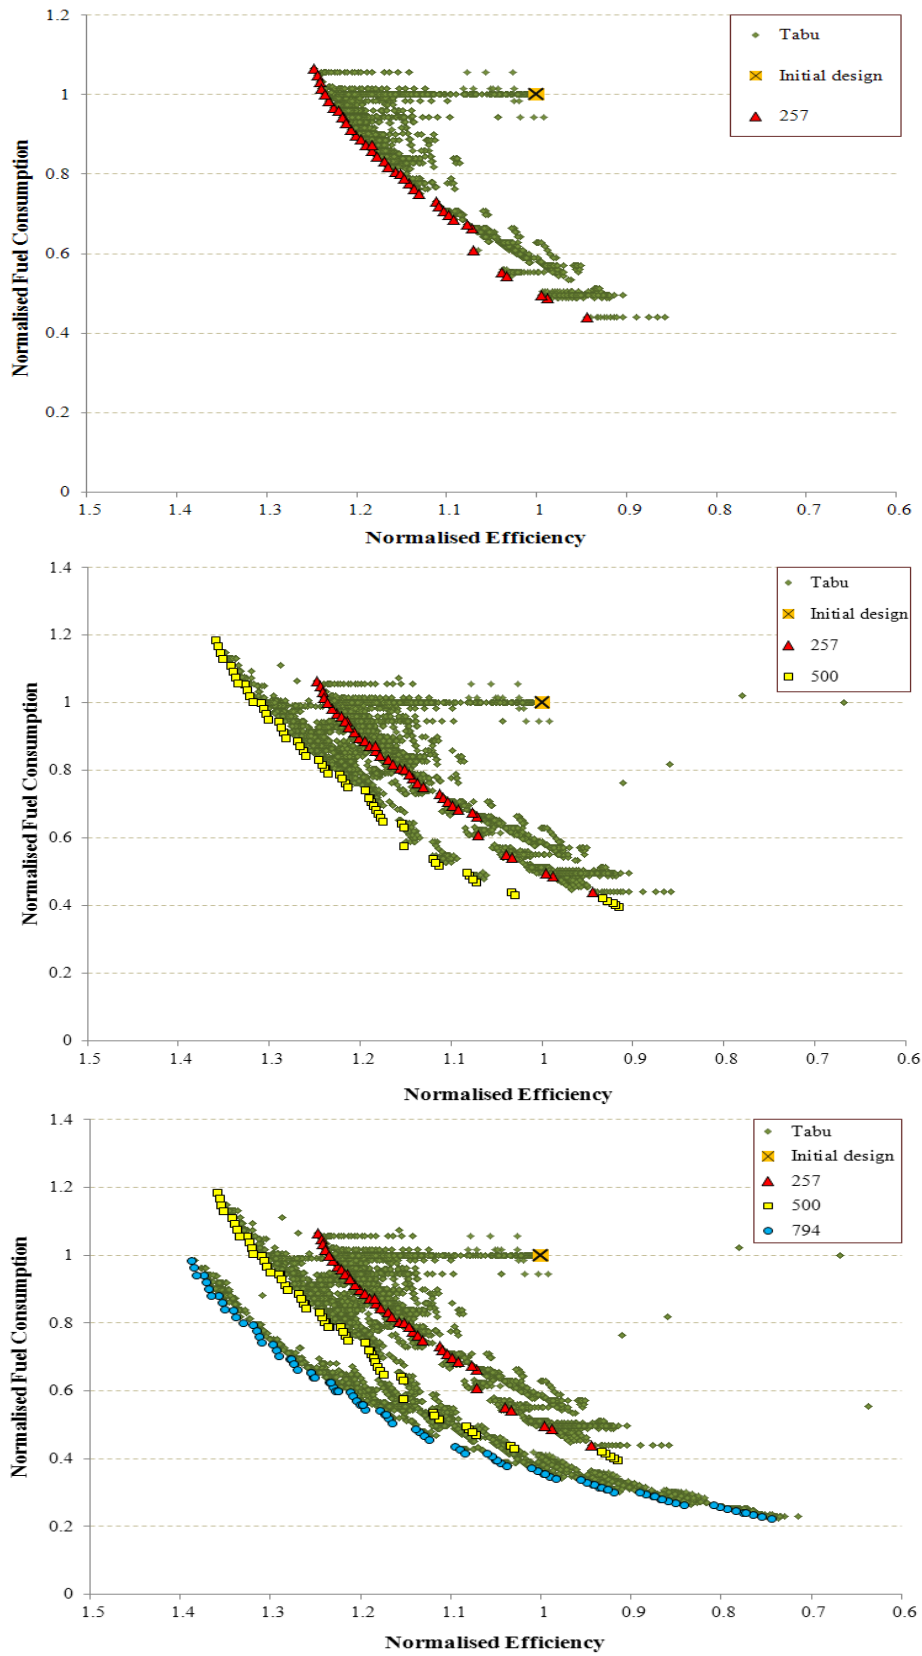 1.2
1
0.8
0.6
0.4
0.2
0
1.5 1.4 1.3 1.2 1.1 1 0.9 0.8 0.7 0.6
Normalised Fuel Consumption
Normalised Efficiency
Tabu
Initial design
257
1.4
1.2
1
0.8
0.6
0.4
0.2
0
1.5 1.4 1.3 1.2 1.1 1 0.9 0.8 0.7 0.6
Normalised Fuel Consumption
Normalised Efficiency
Tabu
Initial design
257
500
1.4
1.2
1
0.8
0.6
0.4
0.2
0
1.5 1.4 1.3 1.2 1.1 1 0.9 0.8 0.7 0.6
Normalised Fuel Consumption
Normalised Efficiency
Tabu
Initial design
257
500
794